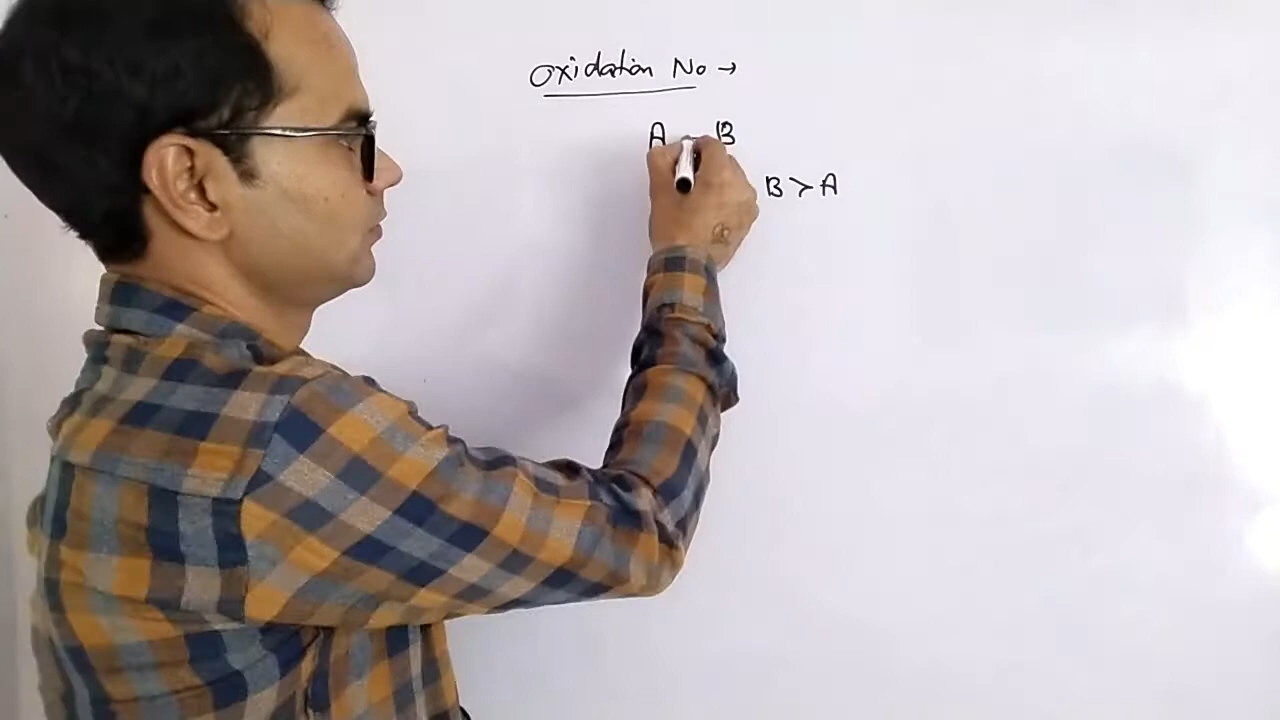 Oxidation No →
A B
B > A